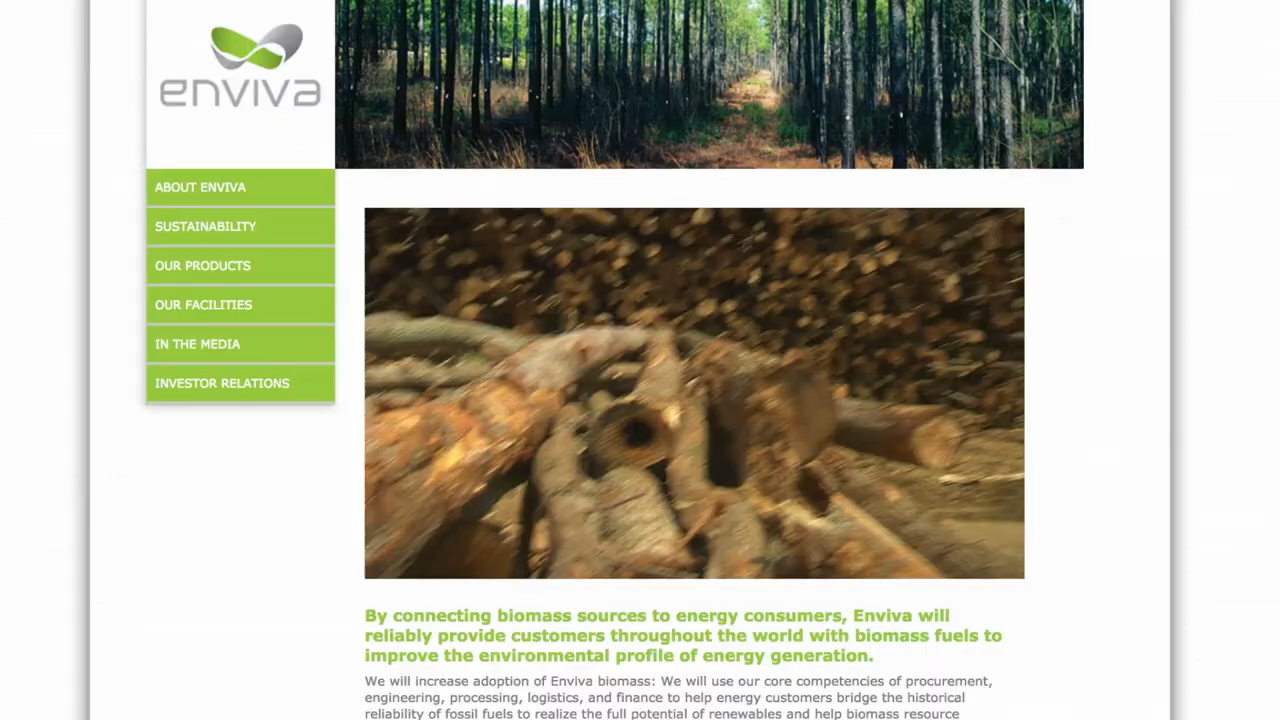 enviva
ABOUT ENVIVA
SUSTAINABILITY
OUR PRODUCTS
OUR FACILITIES
IN THE MEDIA
INVESTOR RELATIONS
By connecting biomass sources to energy consumers, Enviva will
reliably provide customers throughout the world with biomass fuels to
improve the environmental profile of energy generation.
We will increase adoption of Enviva biomass: We will use our core competencies of procurement,
engineering, processing, logistics, and finance to help energy customers bridge the historical
reliability of fossil fuels to realize the full potential of renewables and help biomass resource